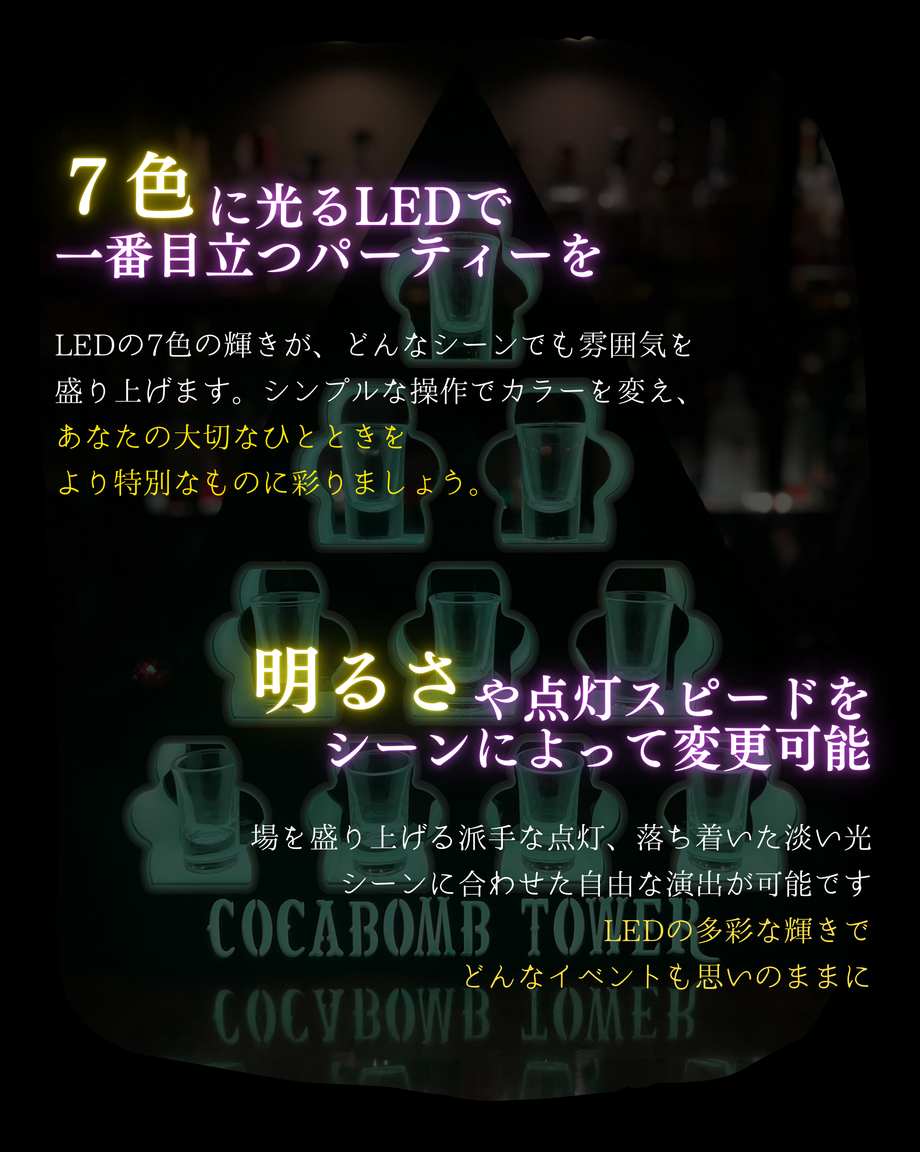 7色に光るLEDで
一番目立つパーティーを
LEDの7色の輝きが、どんなシーンでも雰囲気を
盛り上げます。シンプルな操作でカラーを変え、
あなたの大切なひとときを
より特別なものに彩りましょう。
明るさや点灯スピードを
シーンによって変更可能
場を盛り上げる派手な点灯、落ち着いた淡い光
シーンに合わせた自由な演出が可能です
LEDの多彩な輝きで
どんなイベントも思いのままに
COCABOMB TOWER